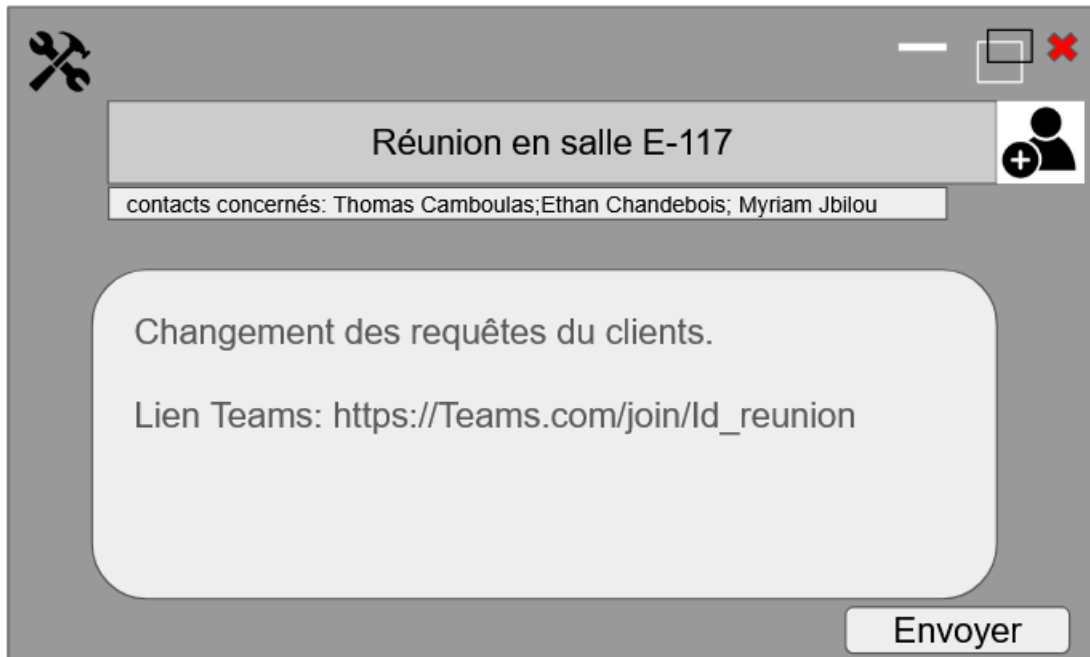 Réunion en salle E-117
contacts concernés: Thomas Camboulas;Ethan Chandebois; Myriam Jbilou
Changement des requêtes du clients.
Lien Teams: https://Teams.com/join/Id_reunion
Envoyer